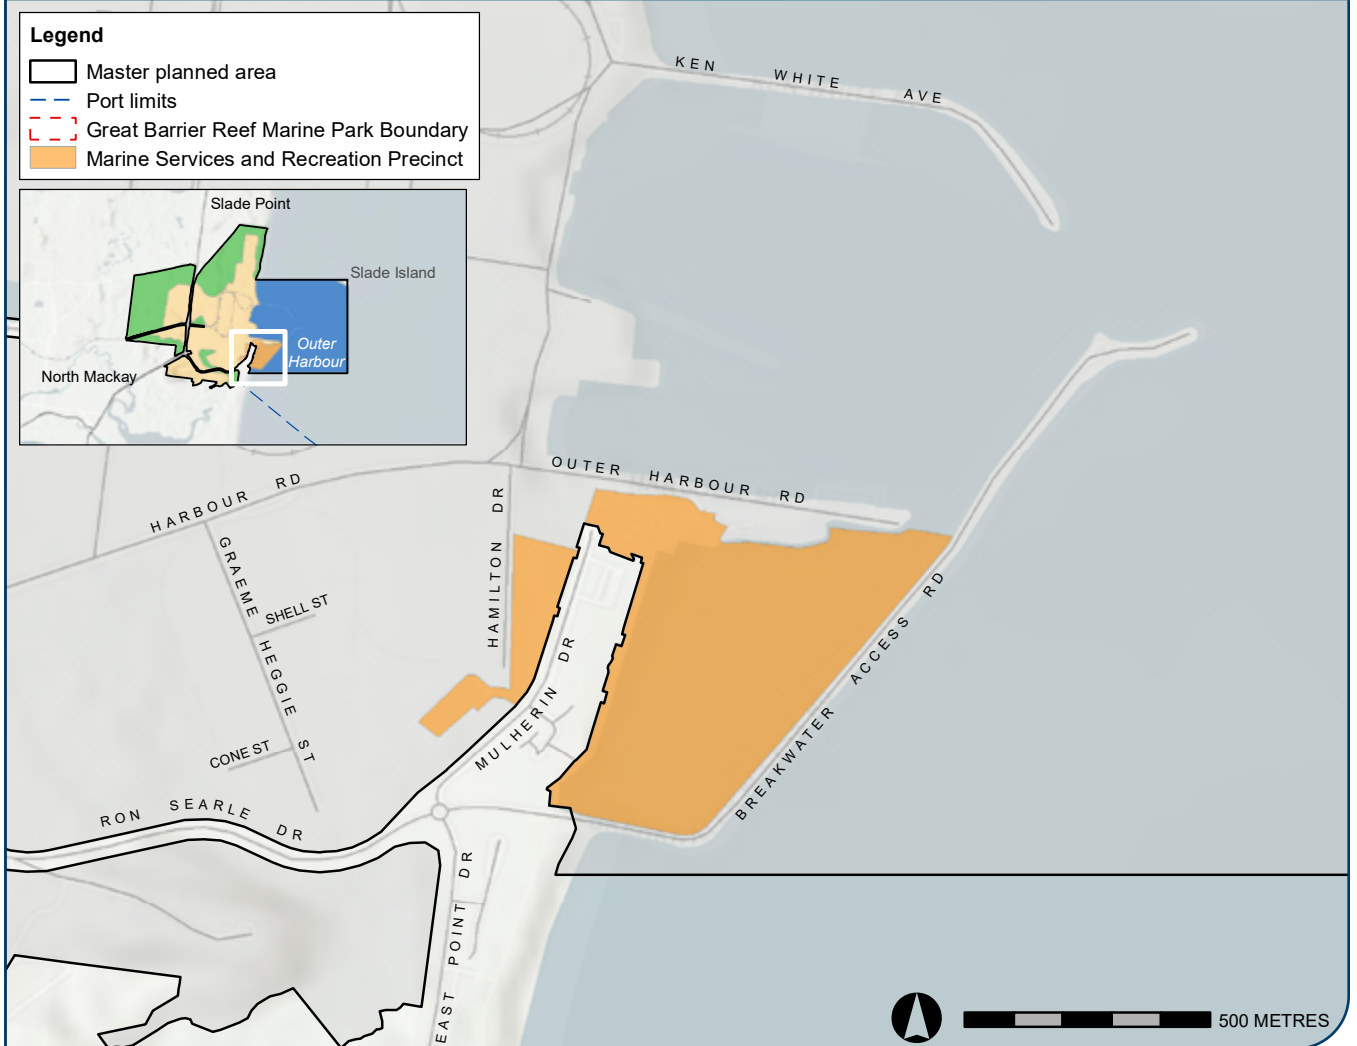 Legend
Master planned area
Port limits
Great Barrier Reef Marine Park Boundary
Marine Services and Recreation Precinct
Slade Point
Slade Island
Outer
Harbour
North Mackay
KEN WHITE AVE
OUTER HARBOUR RD
HARBOUR RD
HAMILTON DR
GRAEME HEGGIE ST
SHELL ST
CONE ST
MULHERIN DR
BREAKWATER ACCESS RD
RON SEARLE DR
EAST POINT DR
500 METRES